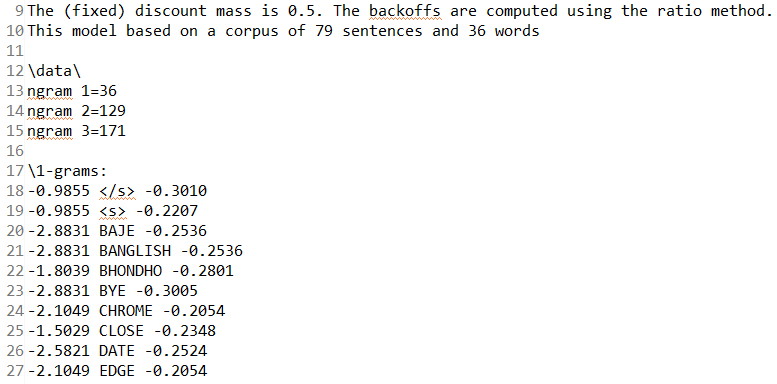 9 The (fixed) discount mass is 0.5. The backoffs are computed using the ratio method.
10 This model based on a corpus of 79 sentences and 36 words
11
12 \data\
13 ngram 1=36
14 ngram 2=129
15 ngram 3=171
16
17 \1-grams:
18 -0.9855 </s> -0.3010
19 -0.9855 <s> -0.2207
20 -2.8831 BAJE -0.2536
21 -2.8831 BANGLISH -0.2536
22 -1.8039 BHONDHO -0.2801
23 -2.8831 BYE -0.3005
24 -2.1049 CHROME -0.2054
25 -1.5029 CLOSE -0.2348
26 -2.5821 DATE -0.2524
27 -2.1049 EDGE -0.2054